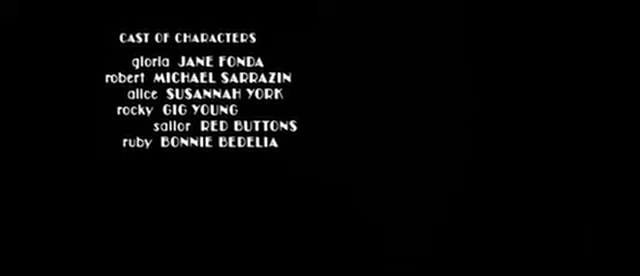 CAST OF CHARACTERS
gloria JANE FONDA
robert MICHAEL SARRAZIN
alice SUSANNAH YORK
rocky GIG YOUNG
sailor RED BUTTONS
ruby BONNIE BEDELIA